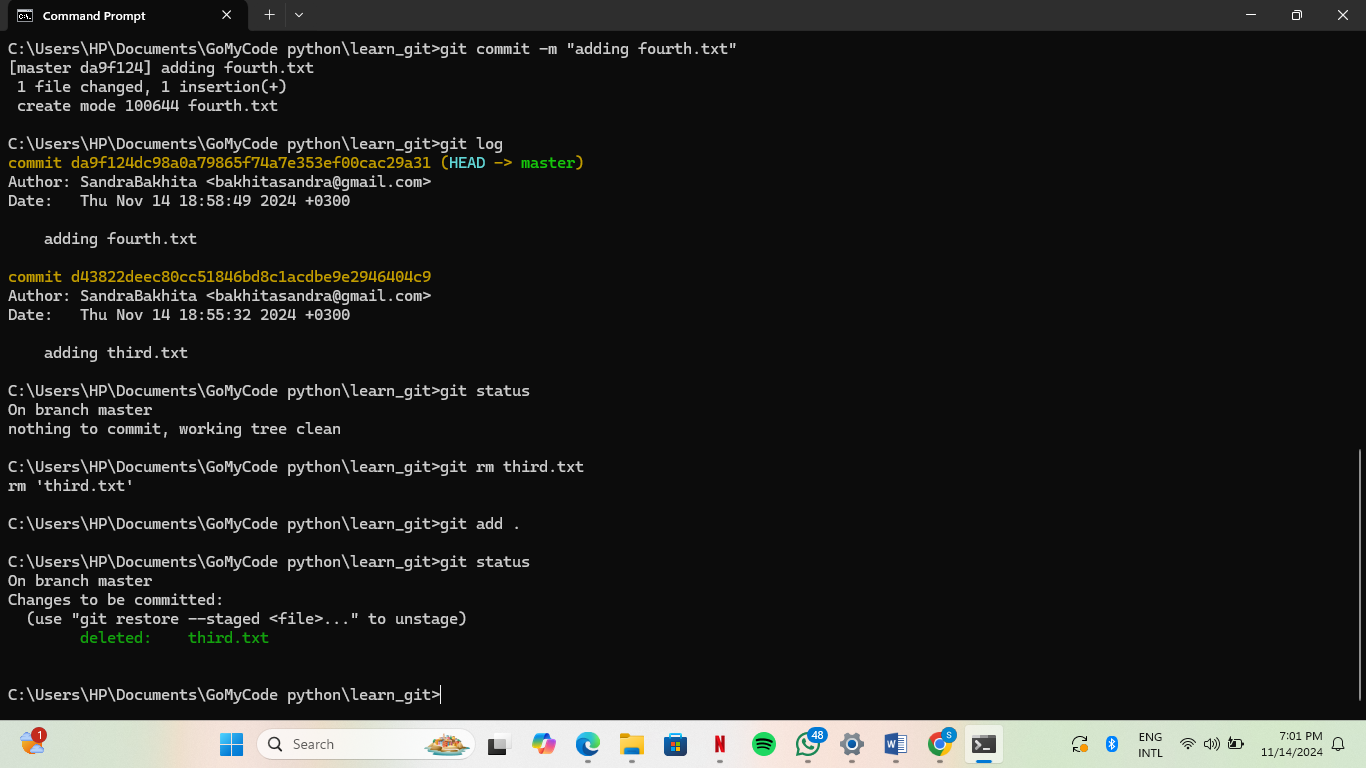 Command Prompt
C:\Users\HP\Documents\GoMyCode python\learn_git>git commit -m "adding fourth.txt"
[master da9f124] adding fourth.txt
 1 file changed, 1 insertion(+)
 create mode 100644 fourth.txt
C:\Users\HP\Documents\GoMyCode python\learn_git>git log
commit da9f124dc98a0a79865f74a7e353ef00cac29a31 (HEAD -> master)
Author: SandraBakhita <bakhitasandra@gmail.com>
Date:   Thu Nov 14 18:58:49 2024 +0300
    adding fourth.txt
commit d43822deec80cc51846bd8c1acdbe9e2946404c9
Author: SandraBakhita <bakhitasandra@gmail.com>
Date:   Thu Nov 14 18:55:32 2024 +0300
    adding third.txt
C:\Users\HP\Documents\GoMyCode python\learn_git>git status
On branch master
nothing to commit, working tree clean
C:\Users\HP\Documents\GoMyCode python\learn_git>git rm third.txt
rm 'third.txt'
C:\Users\HP\Documents\GoMyCode python\learn_git>git add .
C:\Users\HP\Documents\GoMyCode python\learn_git>git status
On branch master
Changes to be committed:
  (use "git restore --staged <file>..." to unstage)
        deleted:    third.txt
C:\Users\HP\Documents\GoMyCode python\learn_git>
1
Search
48
S
ENG
INTL
7:01 PM
11/14/2024